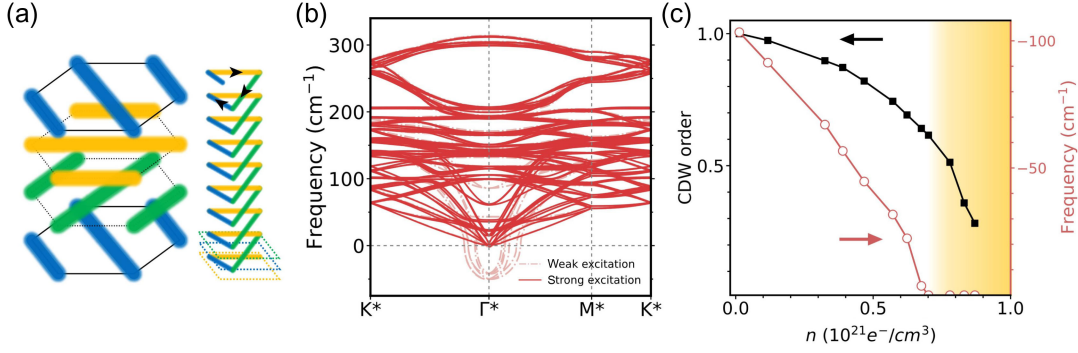 (a)
(b)
Frequency (cm⁻¹)
300
200
100
0
Weak excitation
Strong excitation
K* Γ* M* K*
(c)
CDW order
1.0
0.5
0.0 0.5 1.0
n (10²¹e⁻/cm³)
−100
−50
Frequency (cm⁻¹)